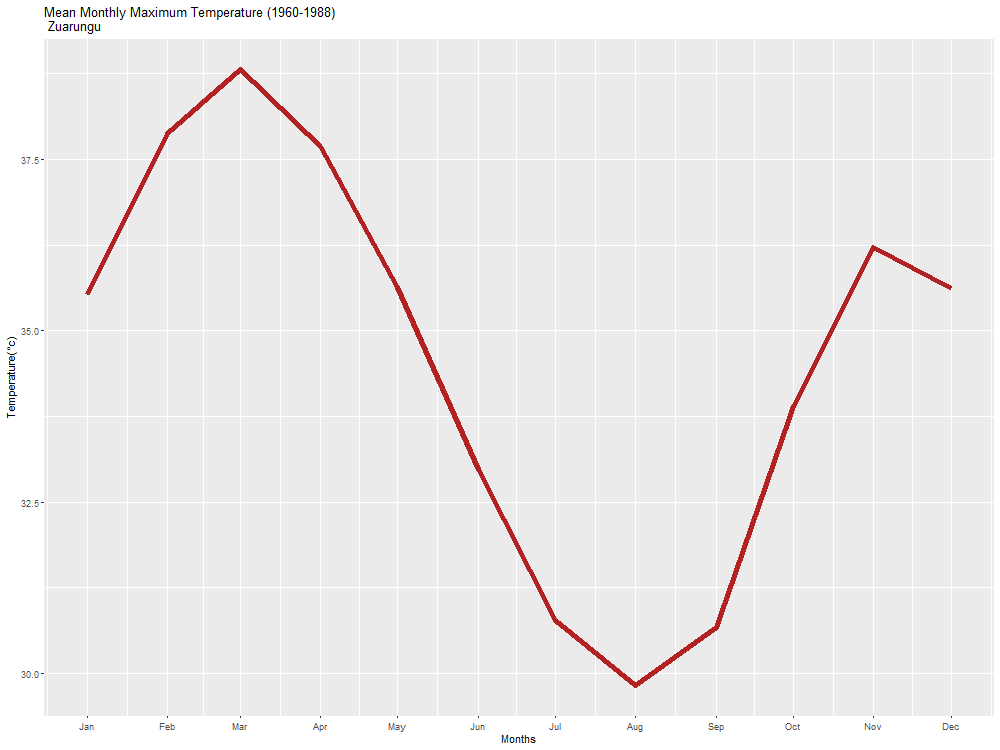 Mean Monthly Maximum Temperature (1960-1988)
Zuarungu
37.5
35.0
32.5
30.0
Temperature(°c)
Jan Feb Mar Apr May Jun Jul Aug Sep Oct Nov Dec
Months